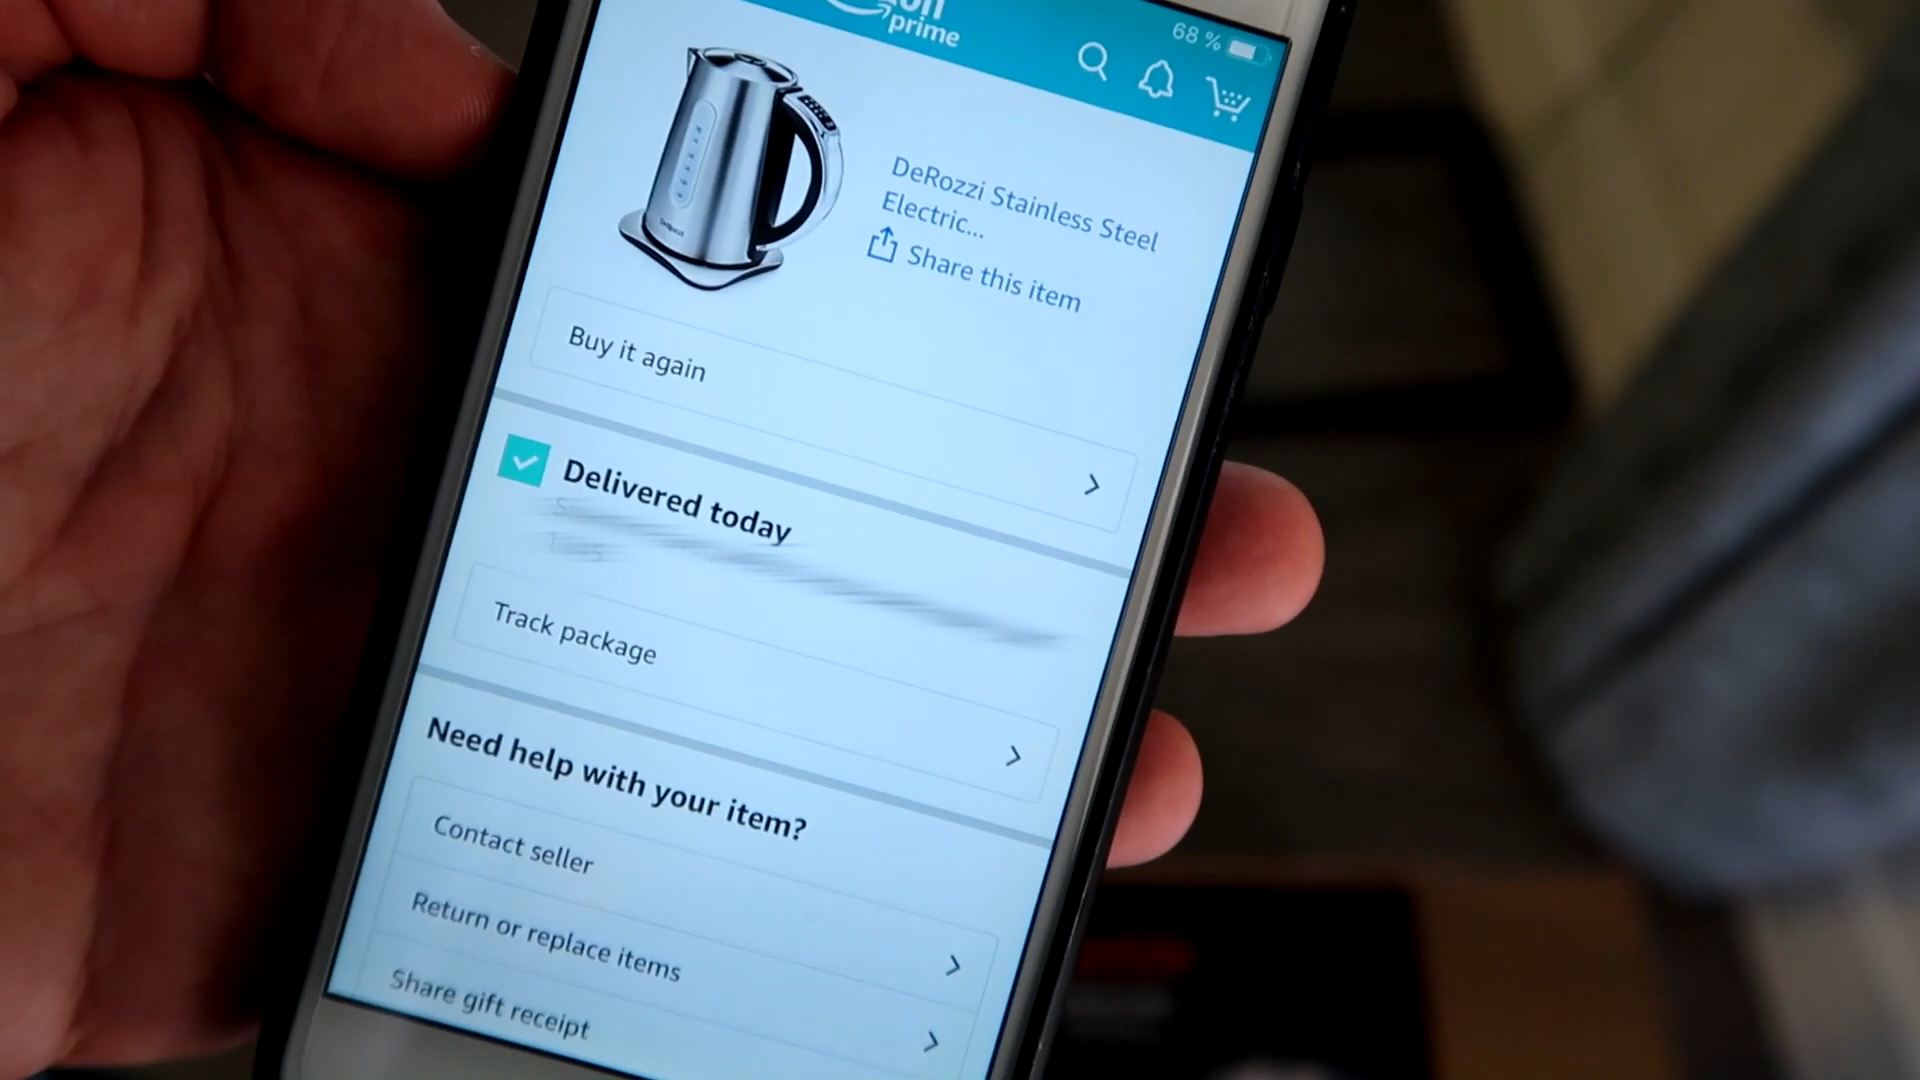 prime
68 %
DeRozzi Stainless Steel
Electric...
Share this item
Buy it again
Delivered today
Track package
Need help with your item?
Contact seller
Return or replace items
Share gift receipt